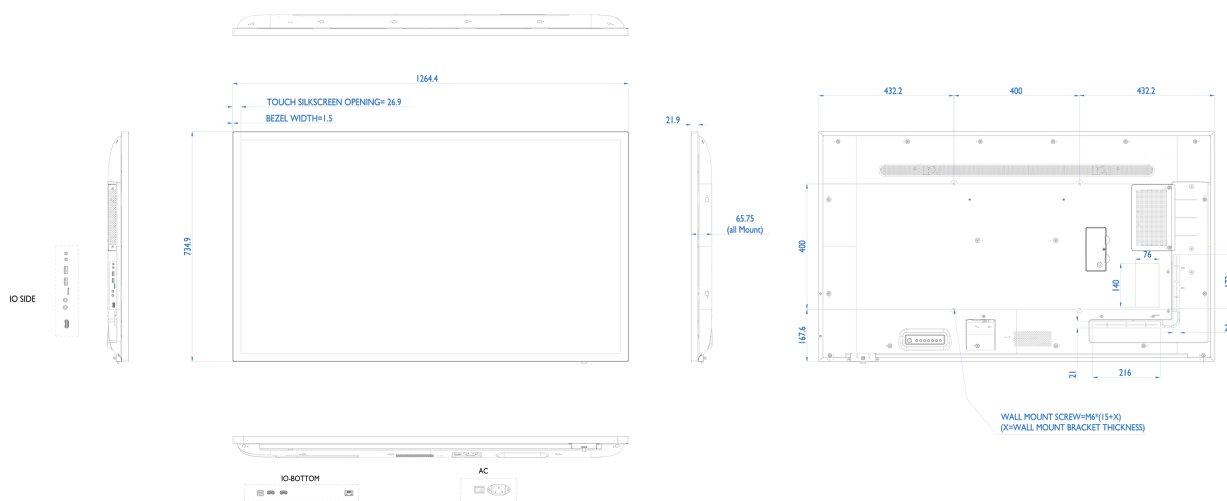 1264.4
TOUCH SILKSCREEN OPENING= 26.9
BEZEL WIDTH=1.5
734.9
21.9
65.75
(all Mount)
432.2
400
432.2
400
76
140
167.6
21
216
WALL MOUNT SCREW=M6*(15+X)
(X=WALL MOUNT BRACKET THICKNESS)
IO SIDE
IO-BOTTOM
AC